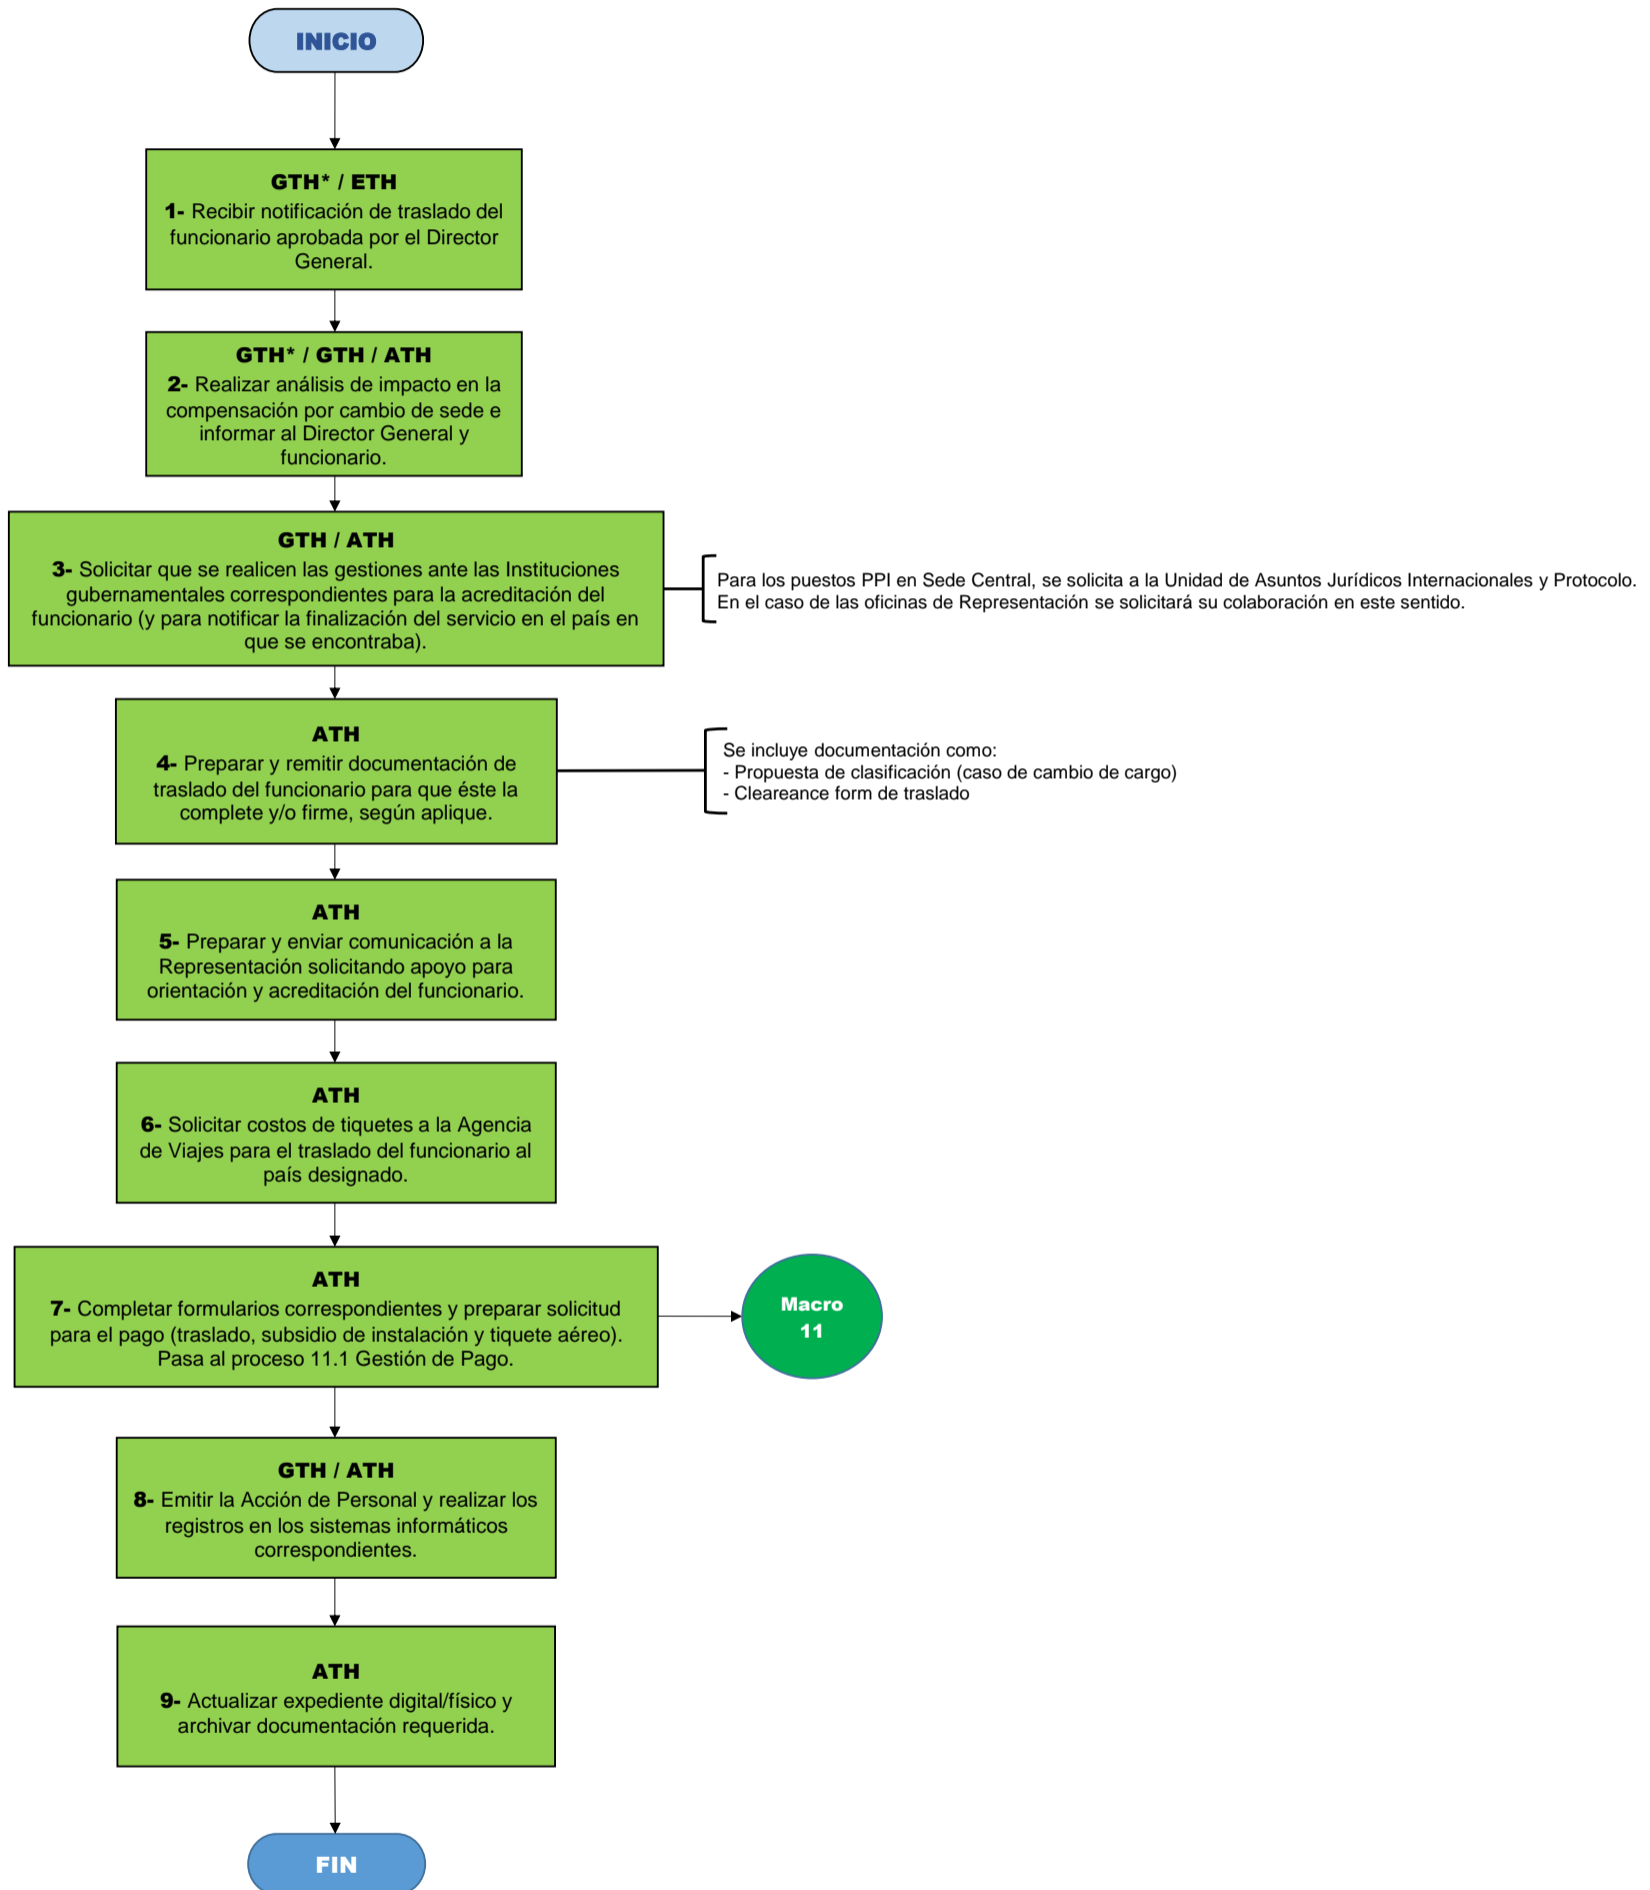 INICIO
GTH* / ETH
1- Recibir notificación de traslado del
funcionario aprobada por el Director
General.
GTH* / GTH / ATH
2- Realizar análisis de impacto en la
compensación por cambio de sede e
informar al Director General y
funcionario.
GTH / ATH
3- Solicitar que se realicen las gestiones ante las Instituciones
gubernamentales correspondientes para la acreditación del
funcionario (y para notificar la finalización del servicio en el país en
que se encontraba).
Para los puestos PPI en Sede Central, se solicita a la Unidad de Asuntos Jurídicos Internacionales y Protocolo.
En el caso de las oficinas de Representación se solicitará su colaboración en este sentido.
ATH
4- Preparar y remitir documentación de
traslado del funcionario para que éste la
complete y/o firme, según aplique.
Se incluye documentación como:
- Propuesta de clasificación (caso de cambio de cargo)
- Cleareance form de traslado
ATH
5- Preparar y enviar comunicación a la
Representación solicitando apoyo para
orientación y acreditación del funcionario.
ATH
6- Solicitar costos de tiquetes a la Agencia
de Viajes para el traslado del funcionario al
país designado.
ATH
7- Completar formularios correspondientes y preparar solicitud
para el pago (traslado, subsidio de instalación y tiquete aéreo).
Pasa al proceso 11.1 Gestión de Pago.
Macro
11
GTH / ATH
8- Emitir la Acción de Personal y realizar los
registros en los sistemas informáticos
correspondientes.
ATH
9- Actualizar expediente digital/físico y
archivar documentación requerida.
FIN